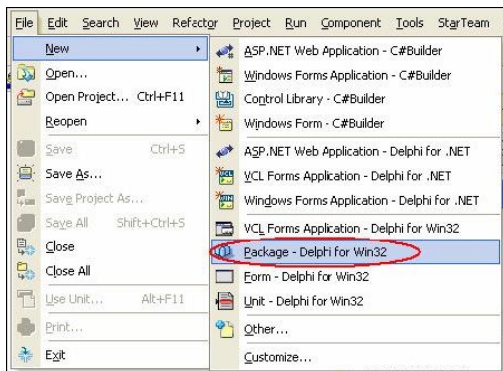 File Edit Search View Refactor Project Run Component Tools StarTeam
New
Open...
Open Project... Ctrl+F11
Reopen
Save Ctrl+S
Save As...
Save Project As...
Save All Shift+Ctrl+S
Close
Close All
Use Unit... Alt+F11
Print...
Exit
ASP.NET Web Application - C#Builder
Windows Forms Application - C#Builder
Control Library - C#Builder
Windows Form - C#Builder
ASP.NET Web Application - Delphi for .NET
VCL Forms Application - Delphi for .NET
Windows Forms Application - Delphi for .NET
VCL Forms Application - Delphi for Win32
Package - Delphi for Win32
Form - Delphi for Win32
Unit - Delphi for Win32
Other...
Customize...